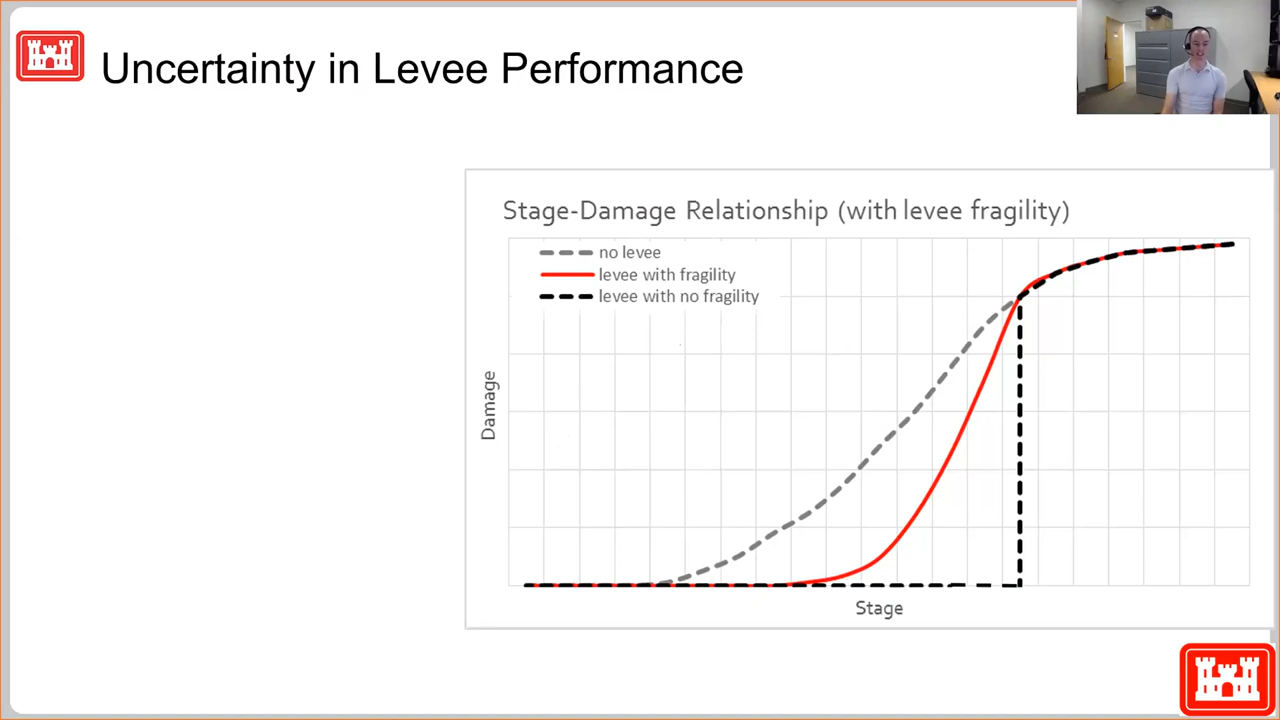 Uncertainty in Levee Performance
Stage-Damage Relationship (with levee fragility)
no levee
levee with fragility
levee with no fragility
Damage
Stage